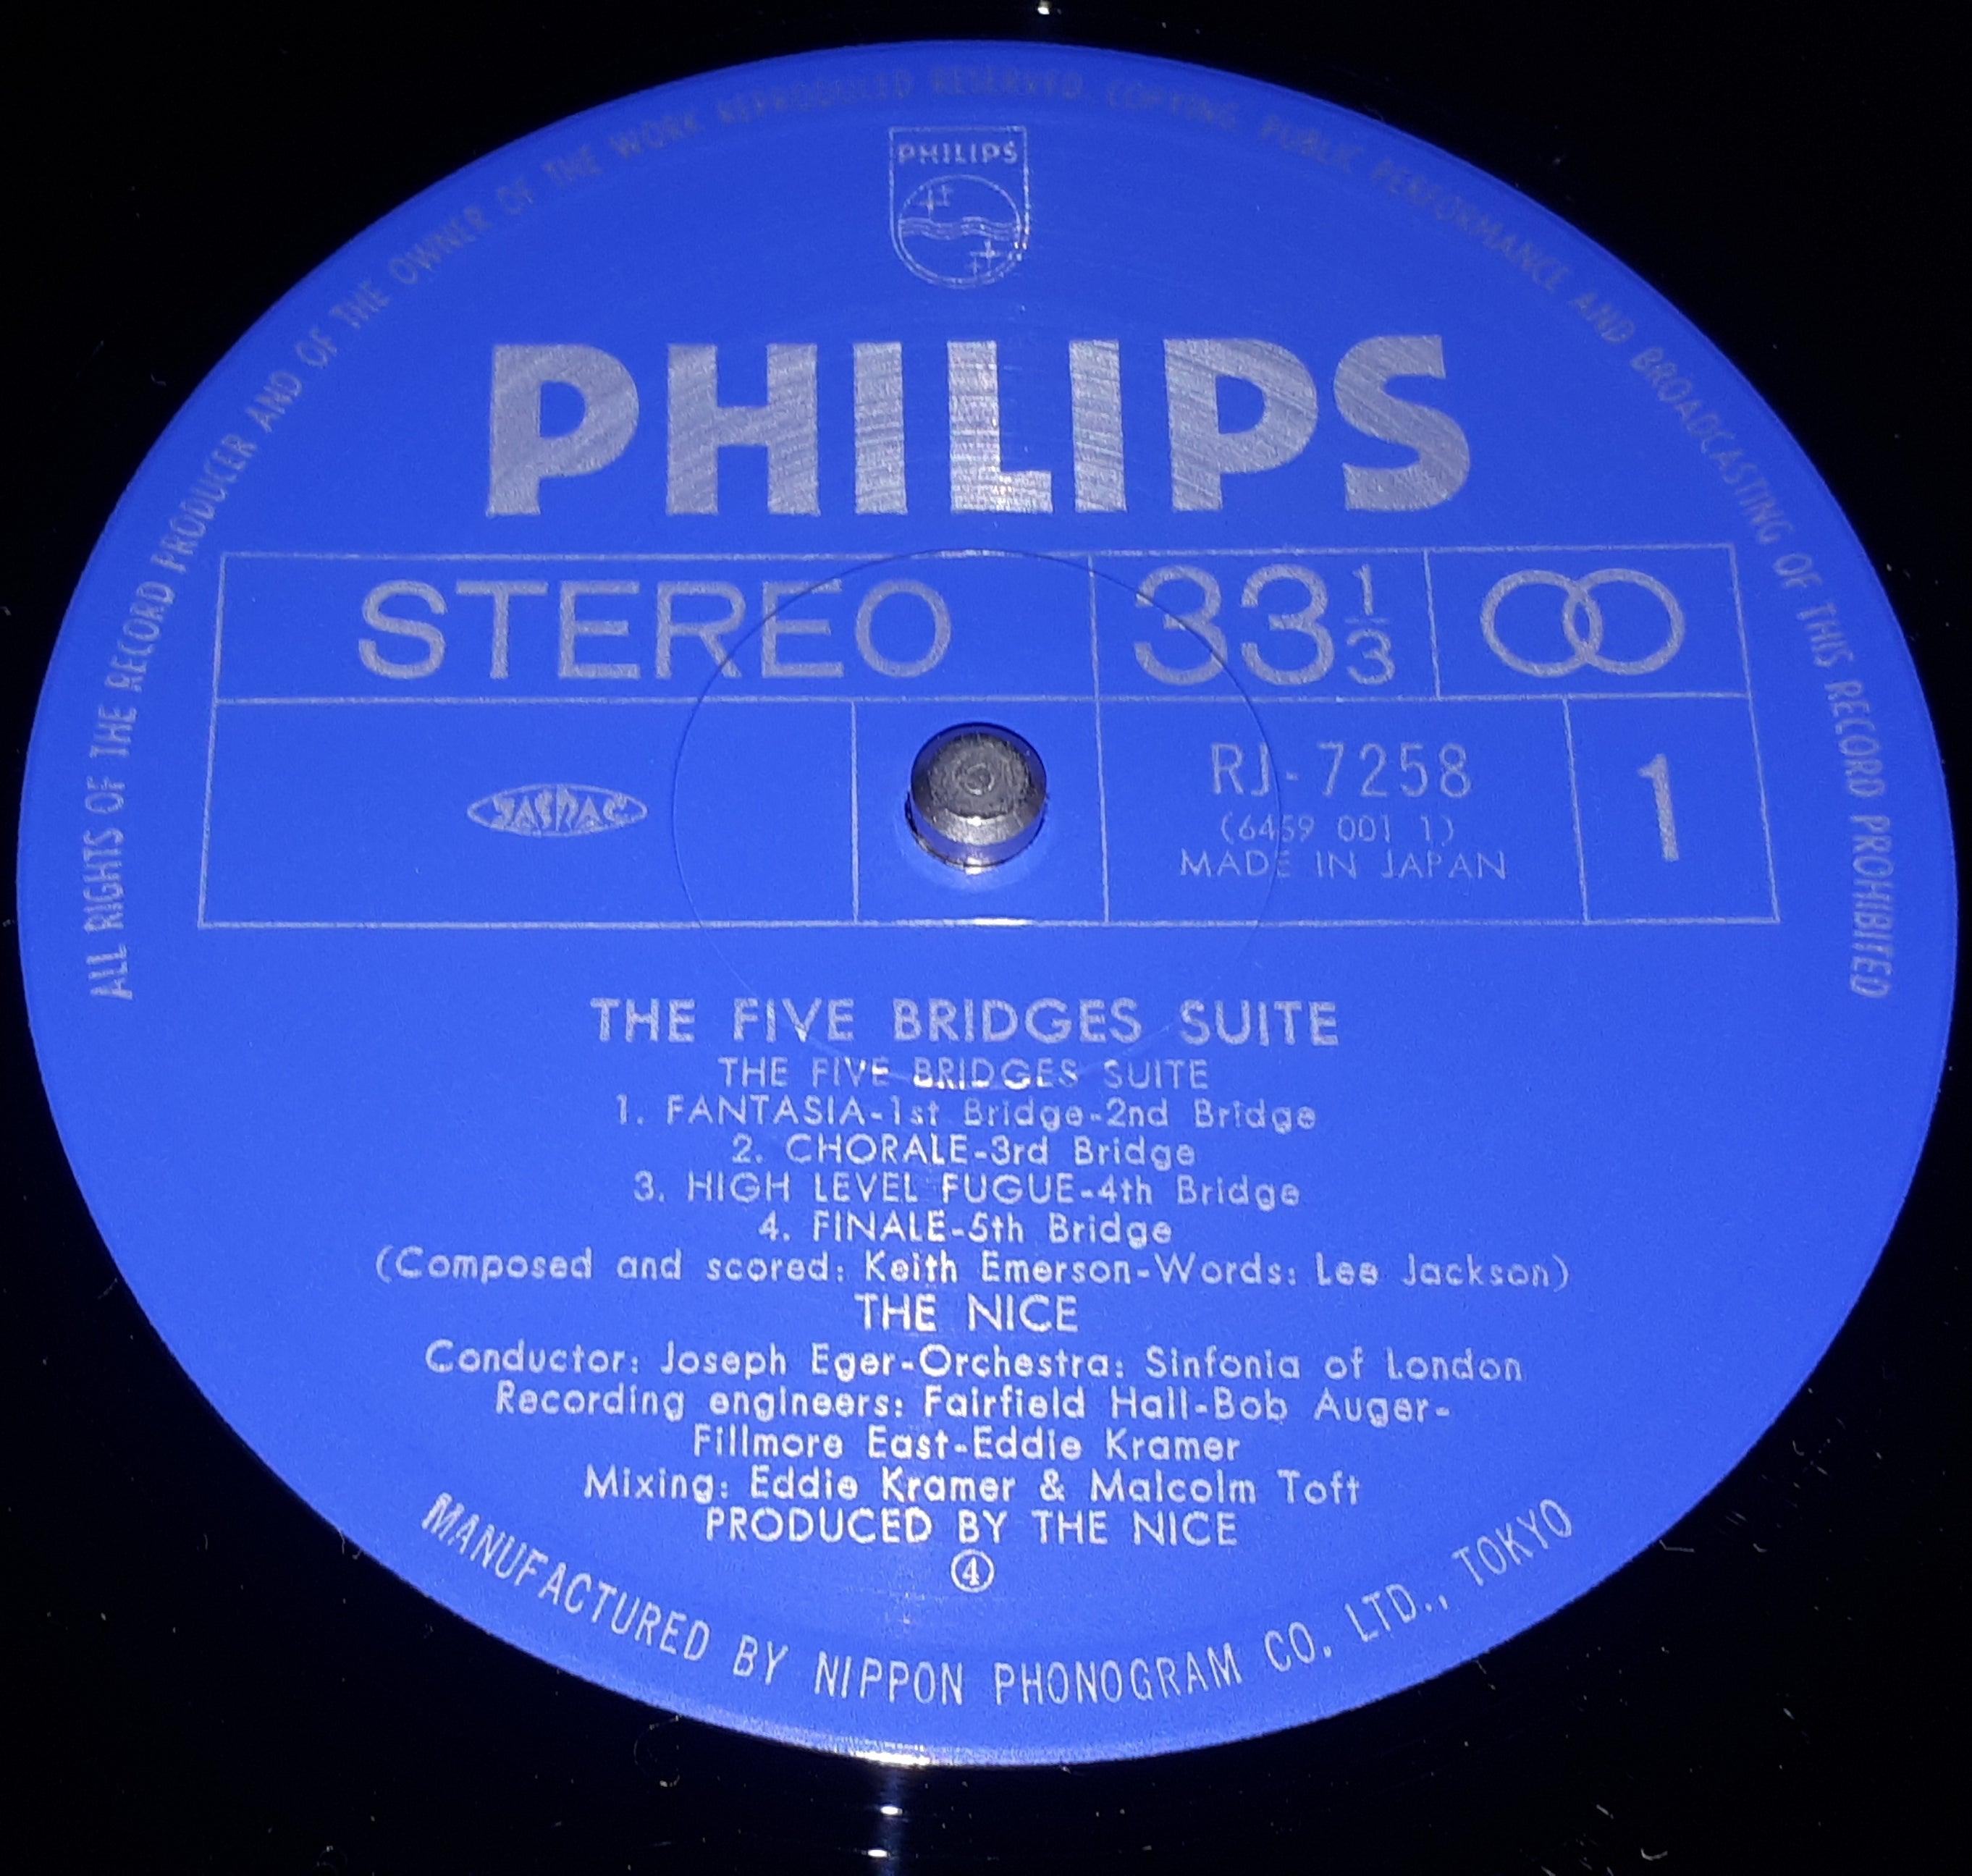 ALL RIGHTS OF THE RECORD PRODUCER AND OF THE OWNER OF THE WORK REPRODUCED RESERVED. COPYING, PUBLIC PERFORMANCE AND BROADCASTING OF THIS RECORD PROHIBITED
PHILIPS
PHILIPS
STEREO 33 1/3
JASRAC RJ-7258 1
(6459 001 1)
MADE IN JAPAN
THE FIVE BRIDGES SUITE
THE FIVE BRIDGES SUITE
1. FANTASIA-1st Bridge-2nd Bridge
2. CHORALE-3rd Bridge
3. HIGH LEVEL FUGUE-4th Bridge
4. FINALE-5th Bridge
(Composed and scored: Keith Emerson-Words: Lee Jackson)
THE NICE
Conductor: Joseph Eger-Orchestra: Sinfonia of London
Recording engineers: Fairfield Hall-Bob Auger-
Fillmore East-Eddie Kramer
Mixing: Eddie Kramer & Malcolm Toft
PRODUCED BY THE NICE
④
MANUFACTURED BY NIPPON PHONOGRAM CO. LTD., TOKYO